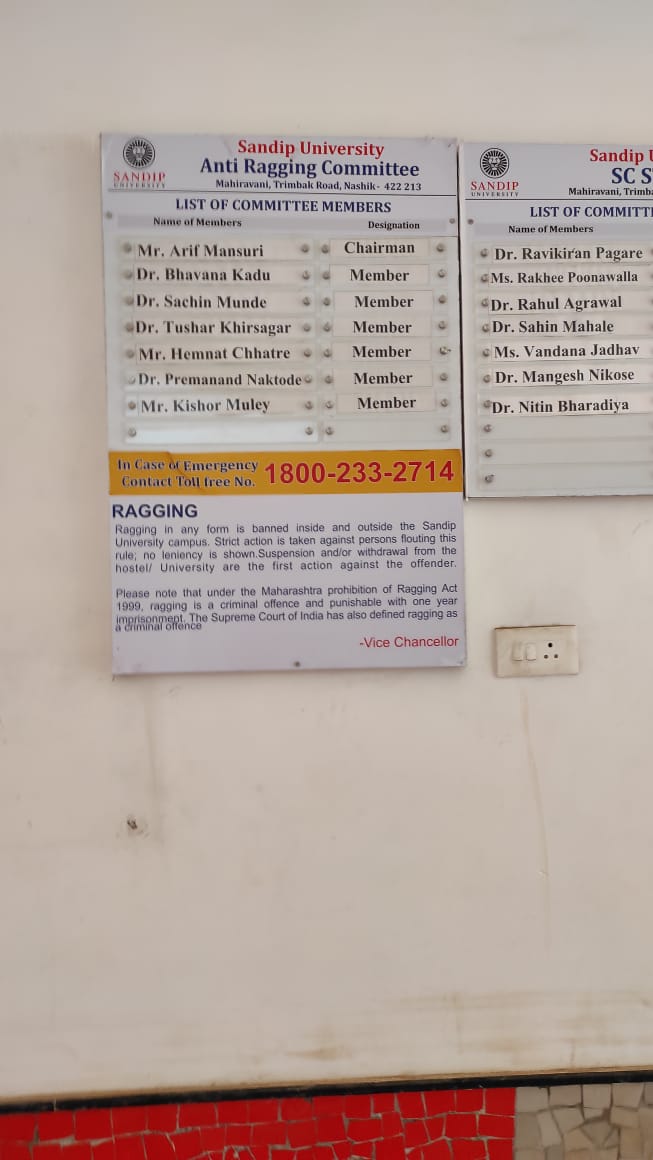 SANDIP
UNIVERSITY
Sandip University
Anti Ragging Committee
Mahiravani, Trimbak Road, Nashik- 422 213
LIST OF COMMITTEE MEMBERS
Name of Members Designation
Mr. Arif Mansuri Chairman
Dr. Bhavana Kadu Member
Dr. Sachin Munde Member
Dr. Tushar Khirsagar Member
Mr. Hemnat Chhatre Member
Dr. Premanand Naktode Member
Mr. Kishor Muley Member
In Case of Emergency
Contact Toll free No. 1800-233-2714
RAGGING
Ragging in any form is banned inside and outside the Sandip
University campus. Strict action is taken against persons flouting this
rule; no leniency is shown.Suspension and/or withdrawal from the
hostel/ University are the first action against the offender.
Please note that under the Maharashtra prohibition of Ragging Act
1999, ragging is a criminal offence and punishable with one year
imprisonment. The Supreme Court of India has also defined ragging as
a criminal offence
-Vice Chancellor
SANDIP
UNIVERSITY
Sandip
SC
Mahiravani,
LIST OF
Name of Members
Dr. Ravikiran Pagare
Ms. Rakhee Poonawalla
Dr. Rahul Agrawal
Dr. Sahin Mahale
Ms. Vandana Jadhav
Dr. Mangesh Nikose
Dr. Nitin Bharadiya